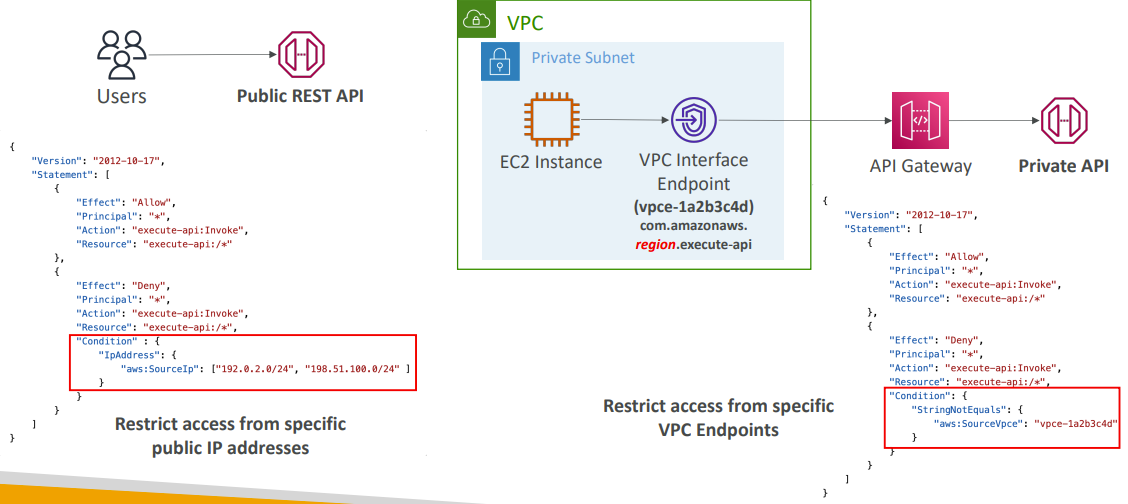 Users
Public REST API
{
    "Version": "2012-10-17",
    "Statement": [
        {
            "Effect": "Allow",
            "Principal": "*",
            "Action": "execute-api:Invoke",
            "Resource": "execute-api:/*"
        },
        {
            "Effect": "Deny",
            "Principal": "*",
            "Action": "execute-api:Invoke",
            "Resource": "execute-api:/*",
            "Condition" : {
                "IpAddress": {
                    "aws:SourceIp": ["192.0.2.0/24", "198.51.100.0/24" ]
                }
            }
        }
    ]
}
Restrict access from specific
public IP addresses
VPC
Private Subnet
EC2 Instance
VPC Interface
Endpoint
(vpce-1a2b3c4d)
com.amazonaws.
region.execute-api
API Gateway
Private API
{
    "Version": "2012-10-17",
    "Statement": [
        {
            "Effect": "Allow",
            "Principal": "*",
            "Action": "execute-api:Invoke",
            "Resource": "execute-api:/*"
        },
        {
            "Effect": "Deny",
            "Principal": "*",
            "Action": "execute-api:Invoke",
            "Resource": "execute-api:/*",
            "Condition": {
                "StringNotEquals": {
                    "aws:SourceVpce": "vpce-1a2b3c4d"
                }
            }
        }
    ]
}
Restrict access from specific
VPC Endpoints